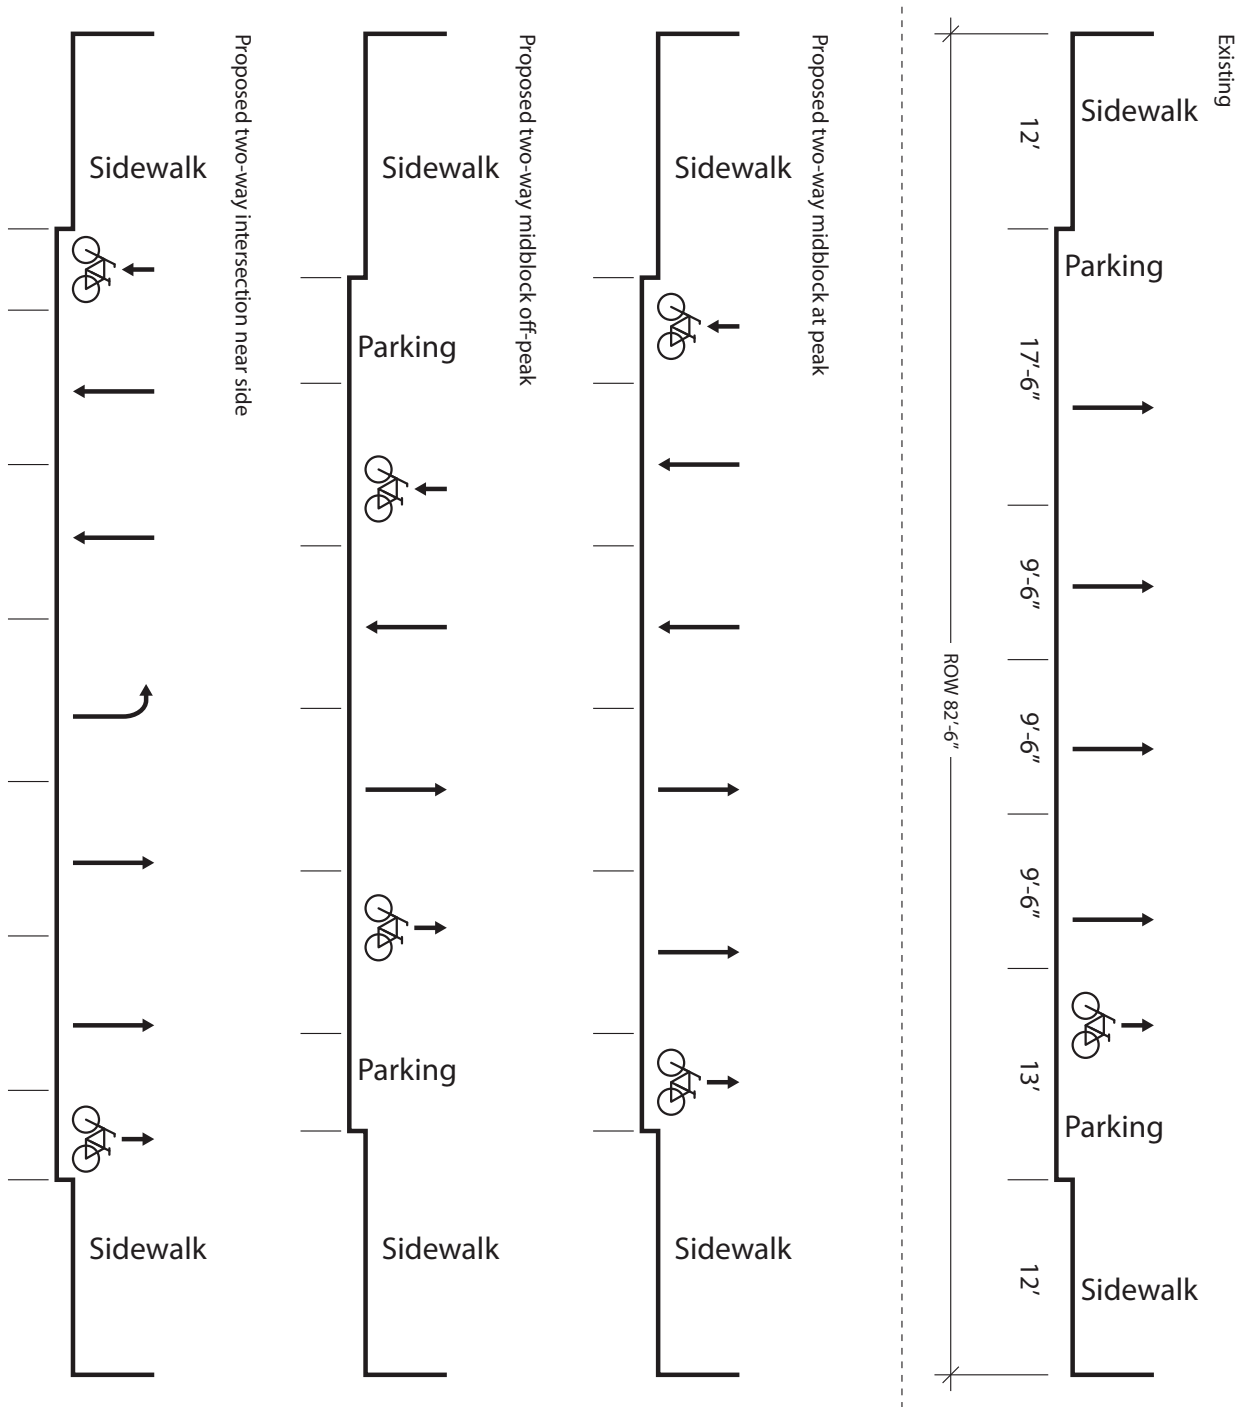 Existing
Sidewalk
Parking
Parking
Sidewalk
12'
17'-6"
9'-6"
9'-6"
9'-6"
13'
12'
ROW 82'-6"
Proposed two-way midblock at peak
Sidewalk
Sidewalk
Proposed two-way midblock off-peak
Sidewalk
Parking
Parking
Sidewalk
Proposed two-way intersection near side
Sidewalk
Sidewalk